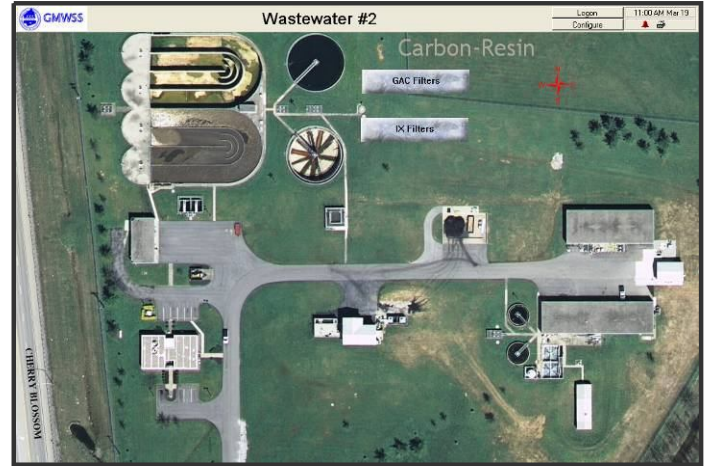 GMWSS
Wastewater #2
Logon
Configure
11:00 AM Mar 19
Carbon-Resin
GAC Filters
IX Filters
CHERRY BLOSSOM